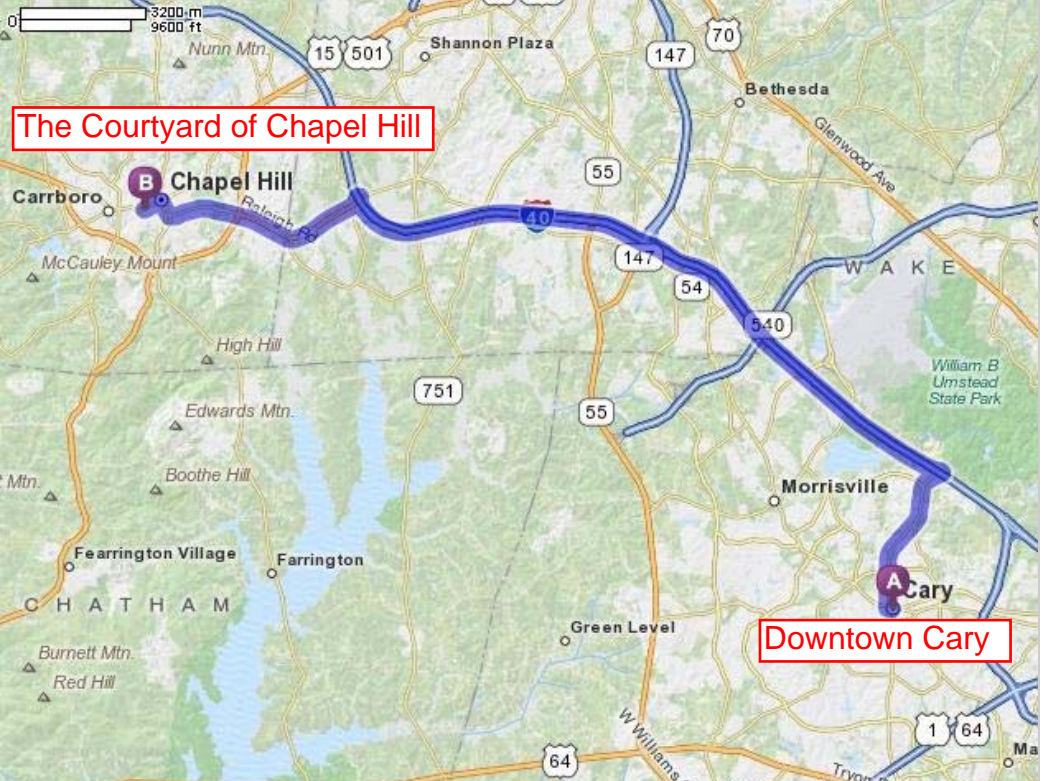 0
3200 m
9600 ft
Nunn Mtn.
15
501
Shannon Plaza
147
70
Bethesda
Glenwood Ave
The Courtyard of Chapel Hill
55
B
Chapel Hill
Carrboro
Raleigh Rd
40
147
WAKE
McCauley Mount
54
540
High Hill
William B
Umstead
State Park
751
55
Edwards Mtn.
Boothe Hill
t Mtn.
Morrisville
Fearrington Village
Farrington
A
Cary
CHATHAM
Green Level
Downtown Cary
Burnett Mtn.
Red Hill
W Williams
1
64
Ma
64
Tryon